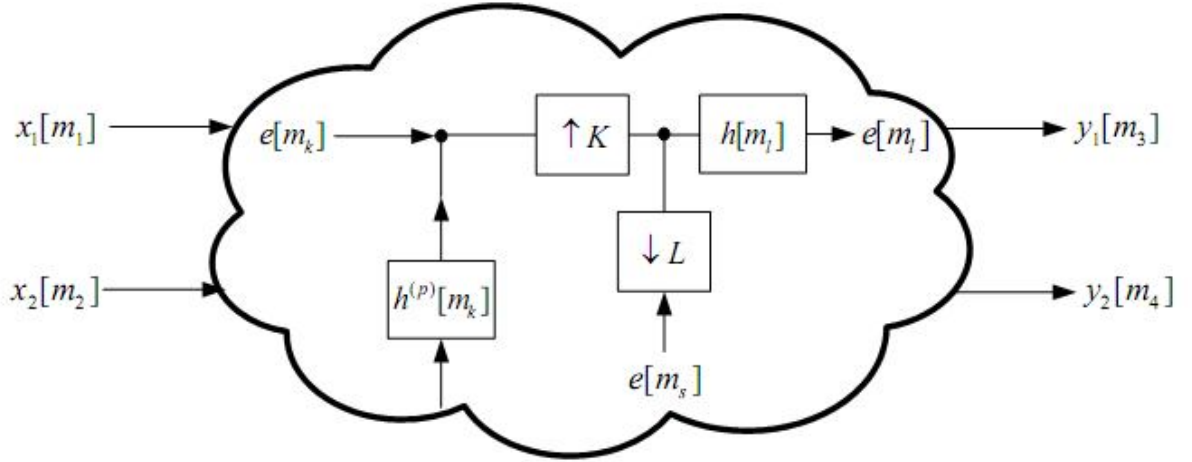 x₁[m₁]
e[mₖ]
↑ K
h[mₗ]
e[mₗ]
y₁[m₃]
↓ L
x₂[m₂]
h⁽ᵖ⁾[mₖ]
y₂[m₄]
e[mₛ]